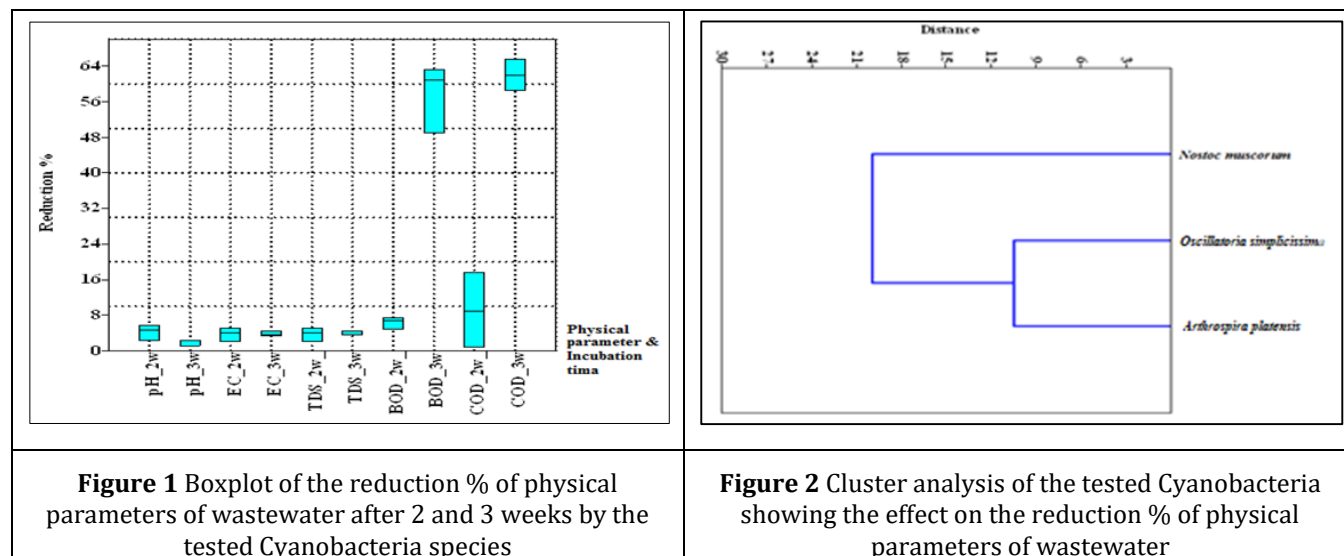 Reduction %
64
56
48
40
32
24
16
8
0
Physical
parameter &
Incubation
tima
pH_2w
pH_3w
EC_2w
EC_3w
TDS_2w
TDS_3w
BOD_2w
BOD_3w
COD_2w
COD_3w
Distance
30
27
24
21
18
15
12
9
6
3
Nostoc muscorum
Oscillatoria simplicissima
Arthrospira platensis
Figure 1 Boxplot of the reduction % of physical
parameters of wastewater after 2 and 3 weeks by the
tested Cyanobacteria species
Figure 2 Cluster analysis of the tested Cyanobacteria
showing the effect on the reduction % of physical
parameters of wastewater